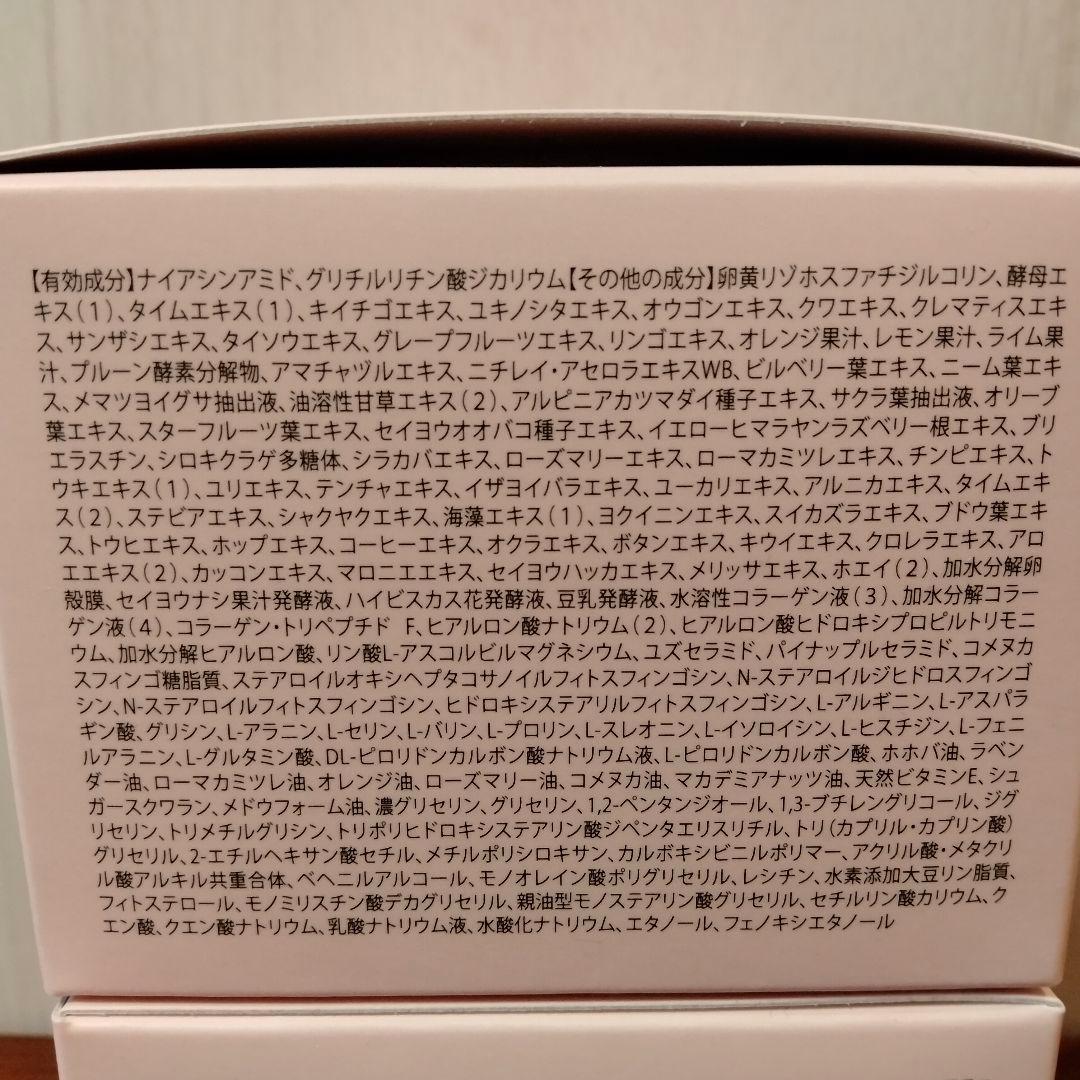 【有効成分】ナイアシンアミド、グリチルリチン酸ジカリウム【その他の成分】卵黄リゾホスファチジルコリン、酵母エ
キス(1)、タイムエキス(1)、キイチゴエキス、ユキノシタエキス、オウゴンエキス、クワエキス、クレマティスエキ
ス、サンザシエキス、タイソウエキス、グレープフルーツエキス、リンゴエキス、オレンジ果汁、レモン果汁、ライム果
汁、プルーン酵素分解物、アマチャヅルエキス、ニチレイ・アセロラエキスWB、ビルベリー葉エキス、ニーム葉エキ
ス、メマツヨイグサ抽出液、油溶性甘草エキス(2)、アルピニアカツマダイ種子エキス、サクラ葉抽出液、オリーブ
葉エキス、スターフルーツ葉エキス、セイヨウオオバコ種子エキス、イエローヒマラヤンラズベリー根エキス、ブリ
エラスチン、シロキクラゲ多糖体、シラカバエキス、ローズマリーエキス、ローマカミツレエキス、チンピエキス、ト
ウキエキス(1)、ユリエキス、テンチャエキス、イザヨイバラエキス、ユーカリエキス、アルニカエキス、タイムエキ
ス(2)、ステビアエキス、シャクヤクエキス、海藻エキス(1)、ヨクイニンエキス、スイカズラエキス、ブドウ葉エキ
ス、トウヒエキス、ホップエキス、コーヒーエキス、オクラエキス、ボタンエキス、キウイエキス、クロレラエキス、アロ
エエキス(2)、カッコンエキス、マロニエエキス、セイヨウハッカエキス、メリッサエキス、ホエイ(2)、加水分解卵
殻膜、セイヨウナシ果汁発酵液、ハイビスカス花発酵液、豆乳発酵液、水溶性コラーゲン液(3)、加水分解コラー
ゲン液(4)、コラーゲン・トリペプチド F、ヒアルロン酸ナトリウム(2)、ヒアルロン酸ヒドロキシプロピルトリモニ
ウム、加水分解ヒアルロン酸、リン酸L-アスコルビルマグネシウム、ユズセラミド、パイナップルセラミド、コメヌカ
スフィンゴ糖脂質、ステアロイルオキシヘプタコサノイルフィトスフィンゴシン、N-ステアロイルジヒドロスフィンゴ
シン、N-ステアロイルフィトスフィンゴシン、ヒドロキシステアリルフィトスフィンゴシン、L-アルギニン、L-アスパラ
ギン酸、グリシン、L-アラニン、L-セリン、L-バリン、L-プロリン、L-スレオニン、L-イソロイシン、L-ヒスチジン、L-フェニ
ルアラニン、L-グルタミン酸、DL-ピロリドンカルボン酸ナトリウム液、L-ピロリドンカルボン酸、ホホバ油、ラベン
ダー油、ローマカミツレ油、オレンジ油、ローズマリー油、コメヌカ油、マカデミアナッツ油、天然ビタミンE、シュ
ガースクワラン、メドウフォーム油、濃グリセリン、グリセリン、1,2-ペンタンジオール、1,3-ブチレングリコール、ジグ
リセリン、トリメチルグリシン、トリポリヒドロキシステアリン酸ジペンタエリスリチル、トリ(カプリル・カプリン酸)
グリセリル、2-エチルヘキサン酸セチル、メチルポリシロキサン、カルボキシビニルポリマー、アクリル酸・メタクリ
ル酸アルキル共重合体、ベヘニルアルコール、モノオレイン酸ポリグリセリル、レシチン、水素添加大豆リン脂質、
フィトステロール、モノミリスチン酸デカグリセリル、親油型モノステアリン酸グリセリル、セチルリン酸カリウム、ク
エン酸、クエン酸ナトリウム、乳酸ナトリウム液、水酸化ナトリウム、エタノール、フェノキシエタノール